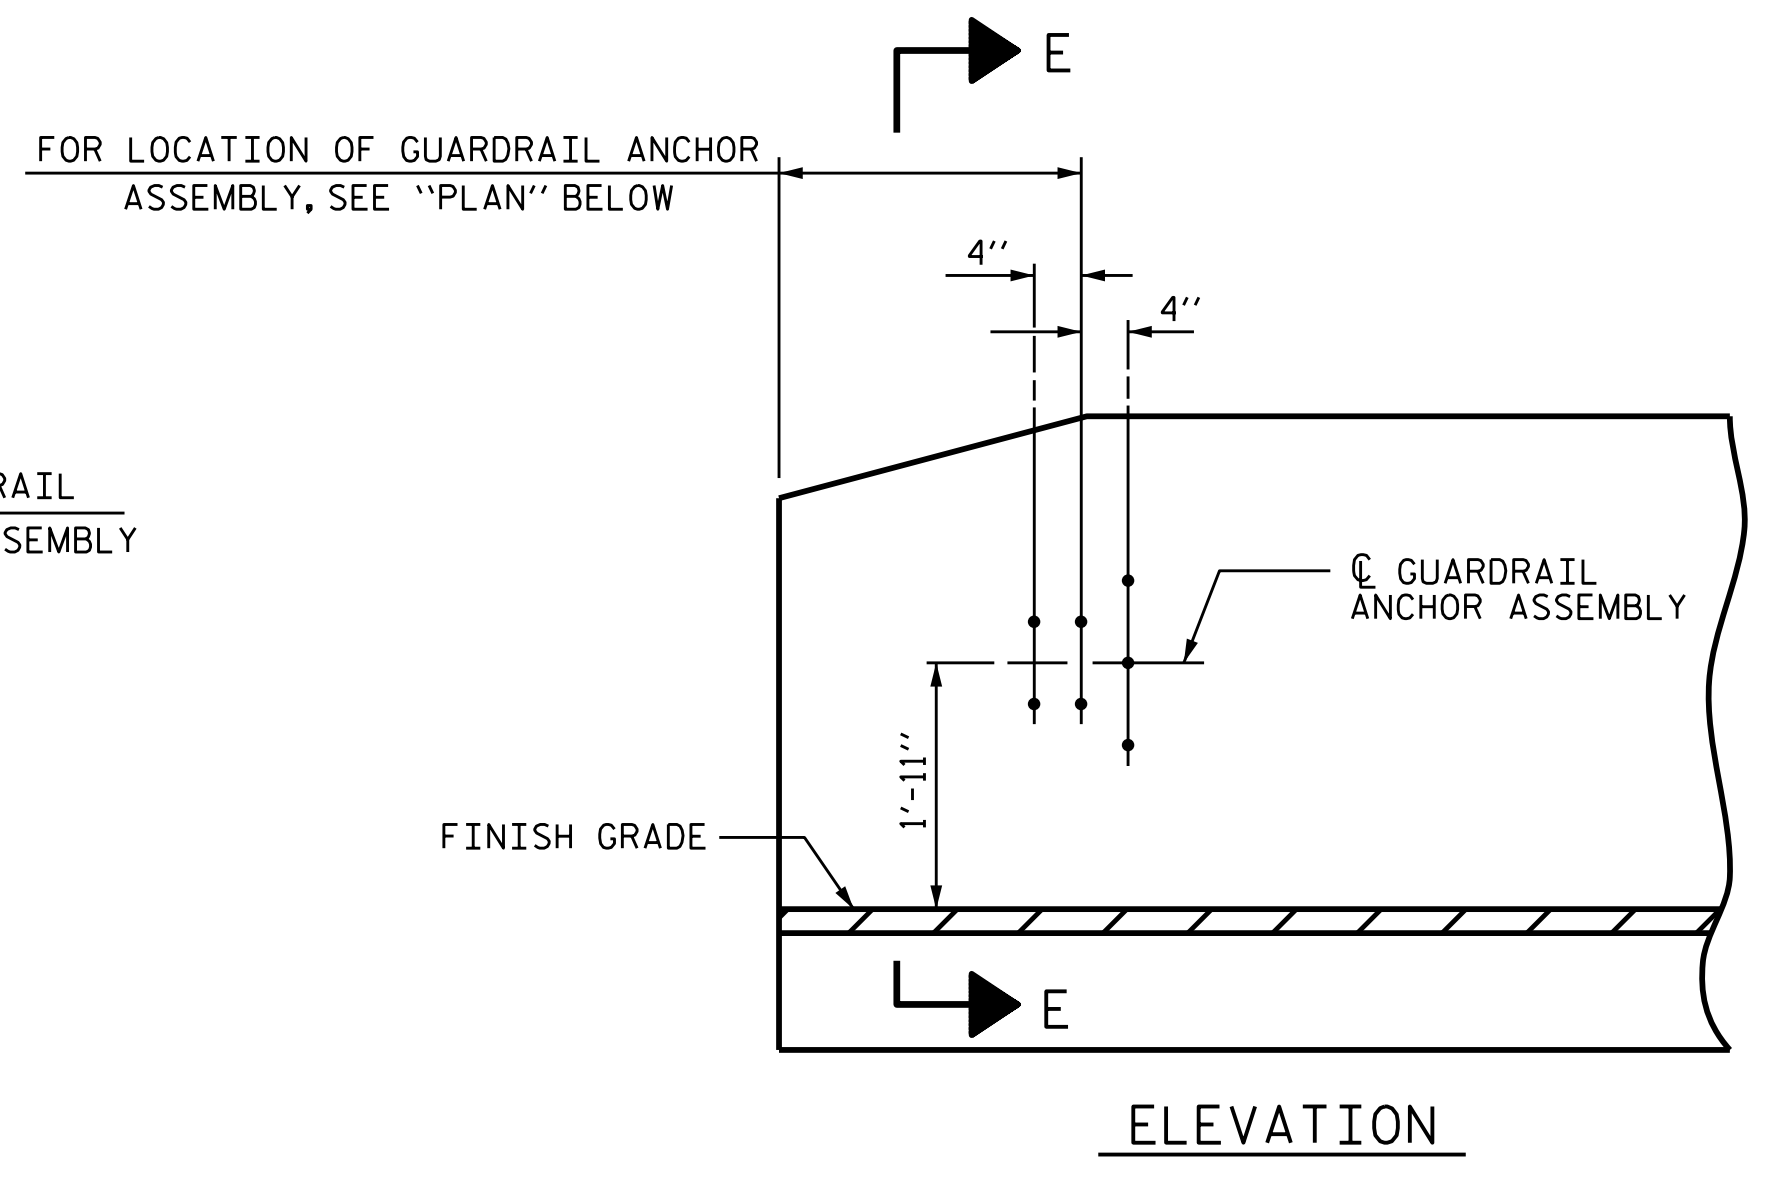 E
FOR LOCATION OF GUARDRAIL ANCHOR
ASSEMBLY, SEE "PLAN" BELOW
4"
4"
RAIL
SSEMBLY
℄ GUARDRAIL
ANCHOR ASSEMBLY
1'-11"
FINISH GRADE
E
ELEVATION